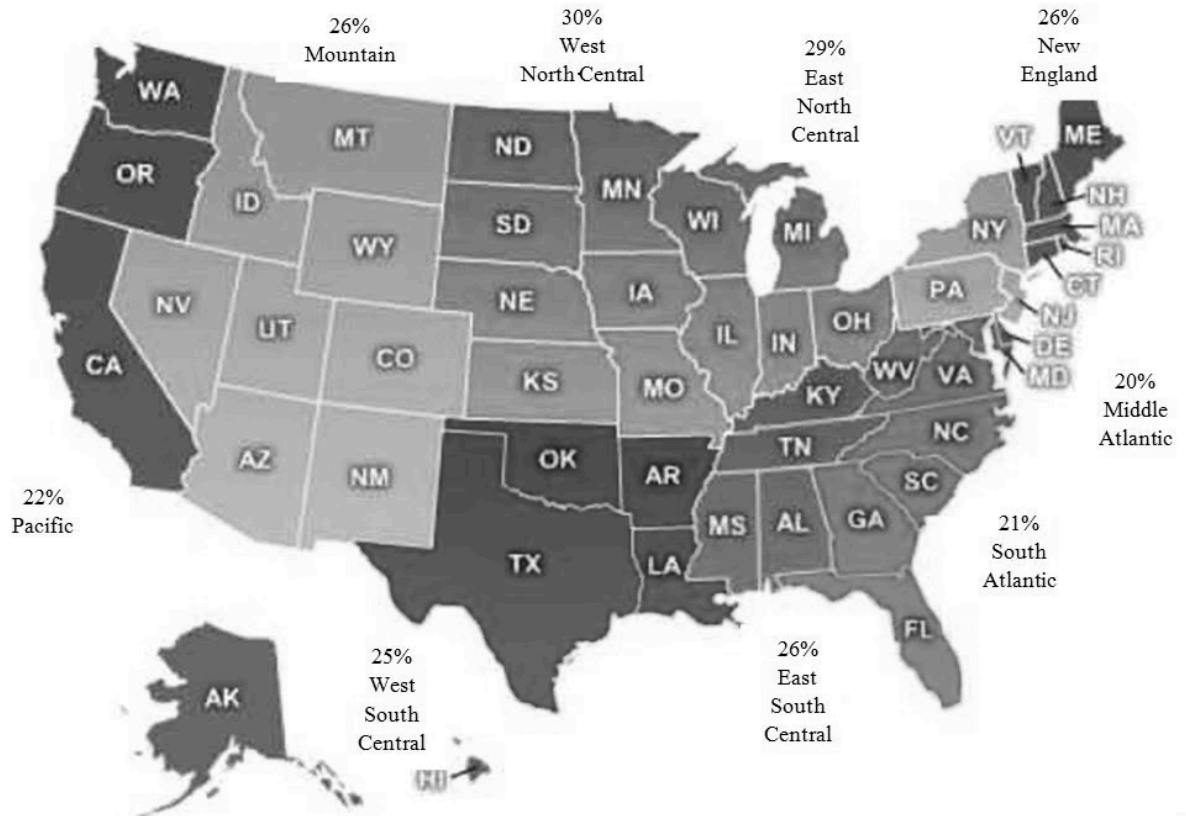 26%
Mountain
30%
West
North Central
29%
East
North
Central
26%
New
England
WA
OR
CA
ID
NV
MT
WY
UT
CO
AZ
NM
ND
SD
NE
KS
OK
TX
MN
IA
MO
AR
LA
WI
IL
MI
IN
OH
KY
TN
MS
AL
GA
FL
SC
NC
VA
WV
PA
NY
VT
ME
NH
MA
RI
CT
NJ
DE
MD
20%
Middle
Atlantic
22%
Pacific
21%
South
Atlantic
25%
West
South
Central
26%
East
South
Central
AK
HI